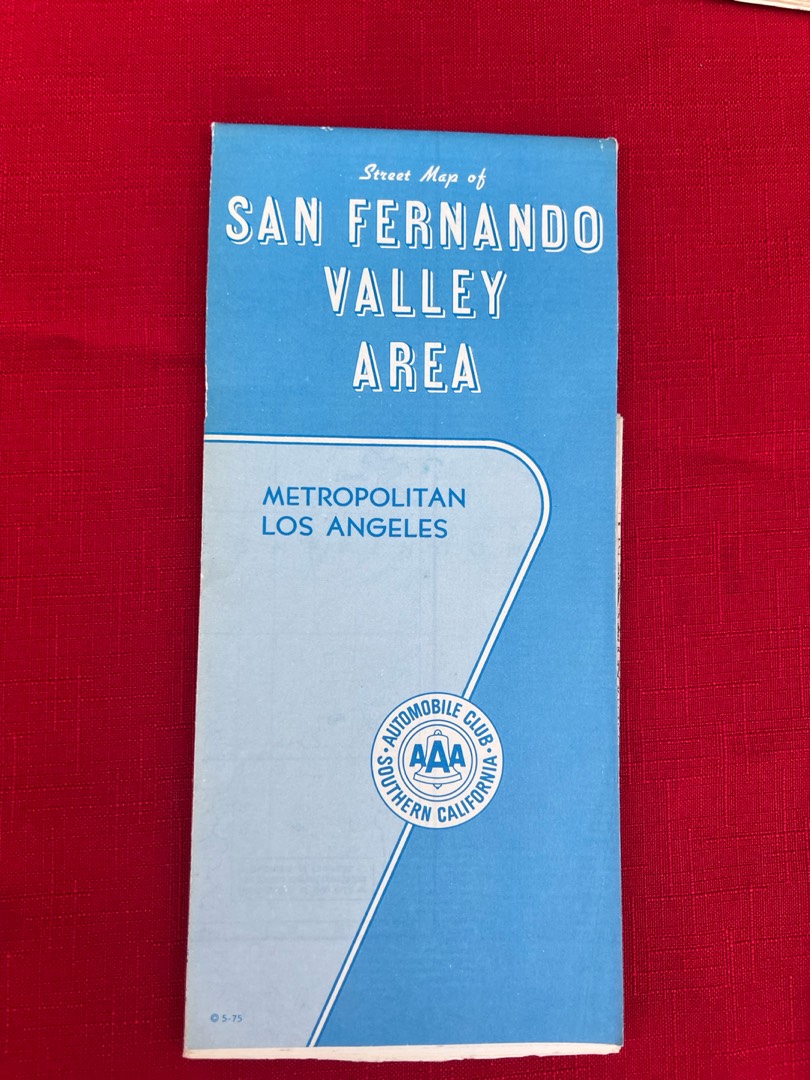 Street Map of
SAN FERNANDO
VALLEY
AREA
METROPOLITAN
LOS ANGELES
AUTOMOBILE CLUB
AAA
SOUTHERN CALIFORNIA
© 5-75